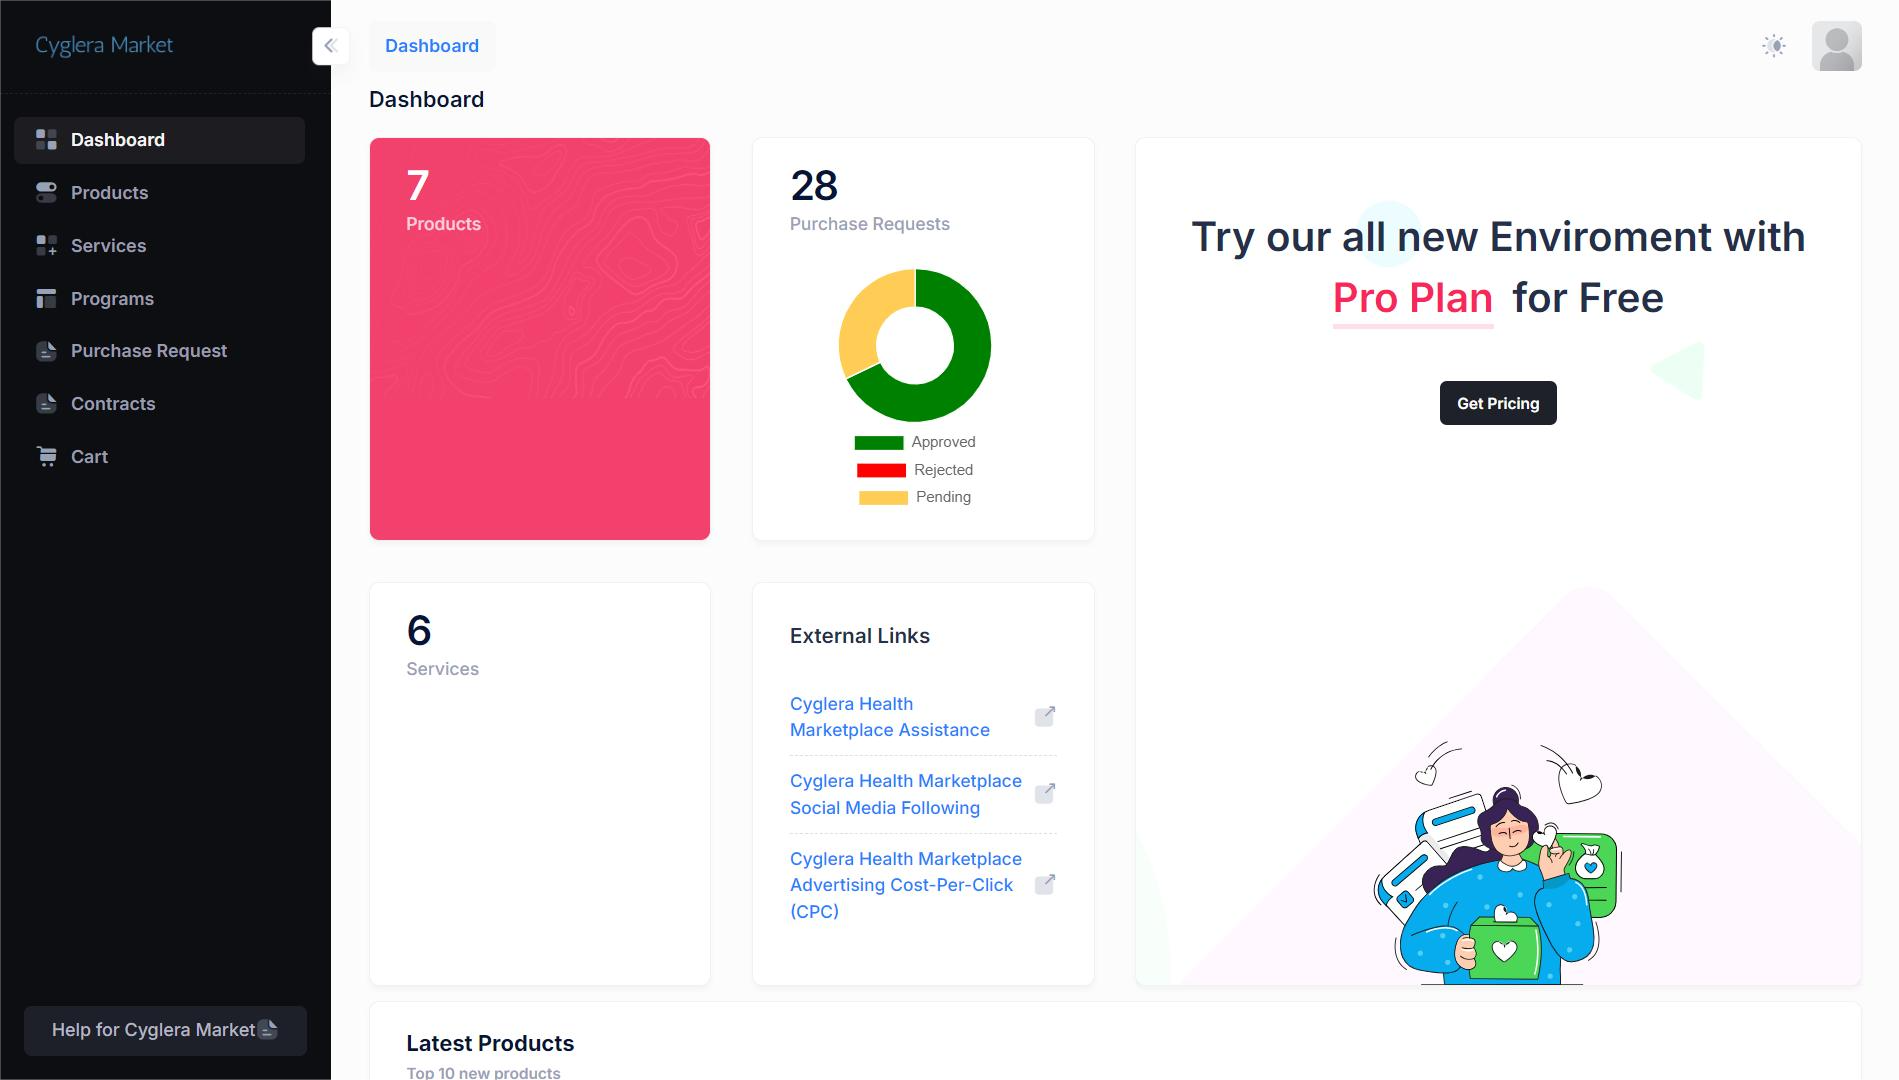 Cyglera Market
Dashboard
Products
Services
Programs
Purchase Request
Contracts
Cart
Help for Cyglera Market
Dashboard
Dashboard
7
Products
28
Purchase Requests
Approved
Rejected
Pending
Try our all new Enviroment with
Pro Plan for Free
Get Pricing
6
Services
External Links
Cyglera Health
Marketplace Assistance
Cyglera Health Marketplace
Social Media Following
Cyglera Health Marketplace
Advertising Cost-Per-Click
(CPC)
Latest Products
Top 10 new products